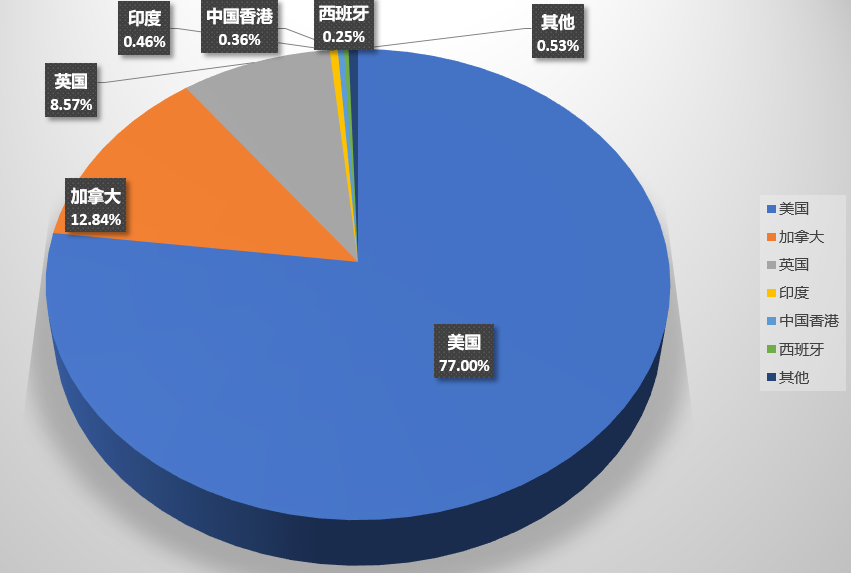 印度
0.46%
中国香港
0.36%
西班牙
0.25%
其他
0.53%
英国
8.57%
加拿大
12.84%
美国
77.00%
美国
加拿大
英国
印度
中国香港
西班牙
其他